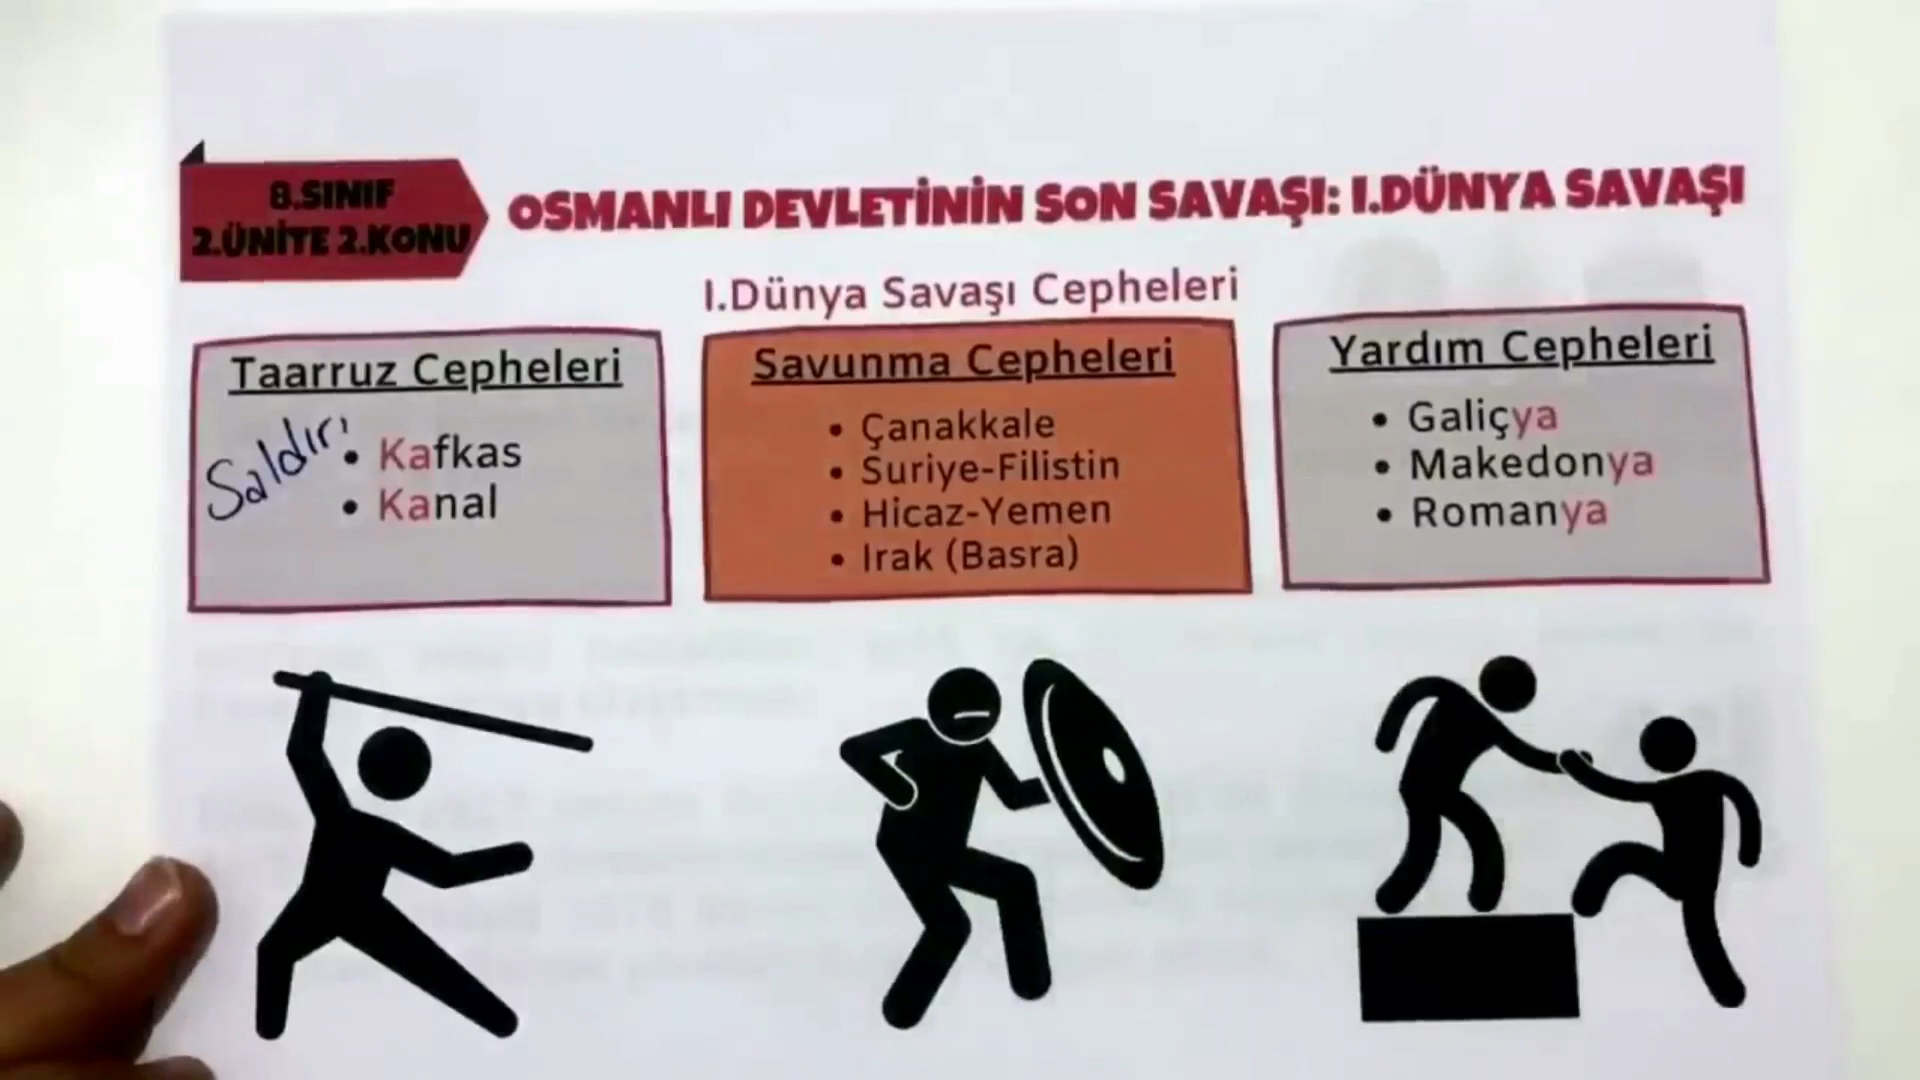 8.SINIF
2.ÜNİTE 2.KONU
OSMANLI DEVLETİNİN SON SAVAŞI: I.DÜNYA SAVAŞI
I.Dünya Savaşı Cepheleri
Taarruz Cepheleri
Saldırı
• Kafkas
• Kanal
Savunma Cepheleri
• Çanakkale
• Suriye-Filistin
• Hicaz-Yemen
• Irak (Basra)
Yardım Cepheleri
• Galiçya
• Makedonya
• Romanya